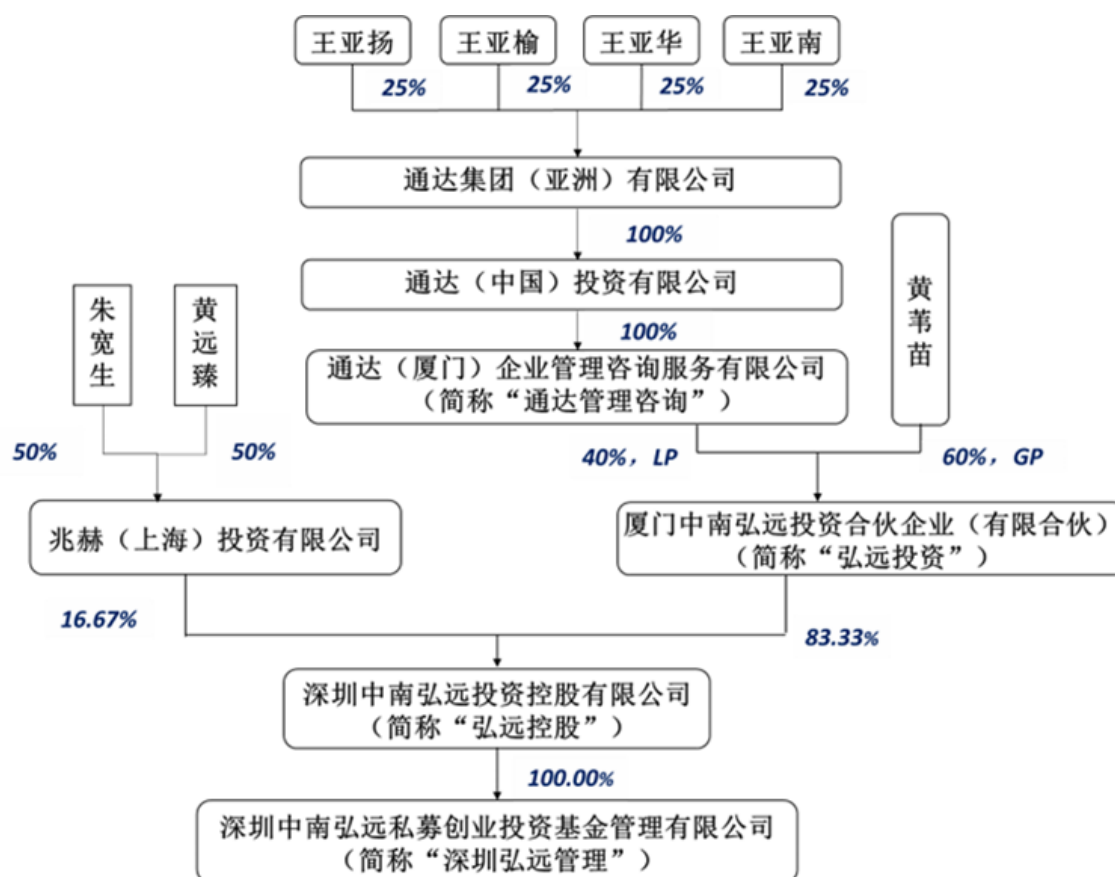 王亚扬
王亚榆
王亚华
王亚南
25%
25%
25%
25%
通达集团（亚洲）有限公司
100%
通达（中国）投资有限公司
100%
朱宽生
黄远臻
黄苇苗
通达（厦门）企业管理咨询服务有限公司
（简称“通达管理咨询”）
50%
50%
40%，LP
60%，GP
兆赫（上海）投资有限公司
厦门中南弘远投资合伙企业（有限合伙）
（简称“弘远投资”）
16.67%
83.33%
深圳中南弘远投资控股有限公司
（简称“弘远控股”）
100.00%
深圳中南弘远私募创业投资基金管理有限公司
（简称“深圳弘远管理”）